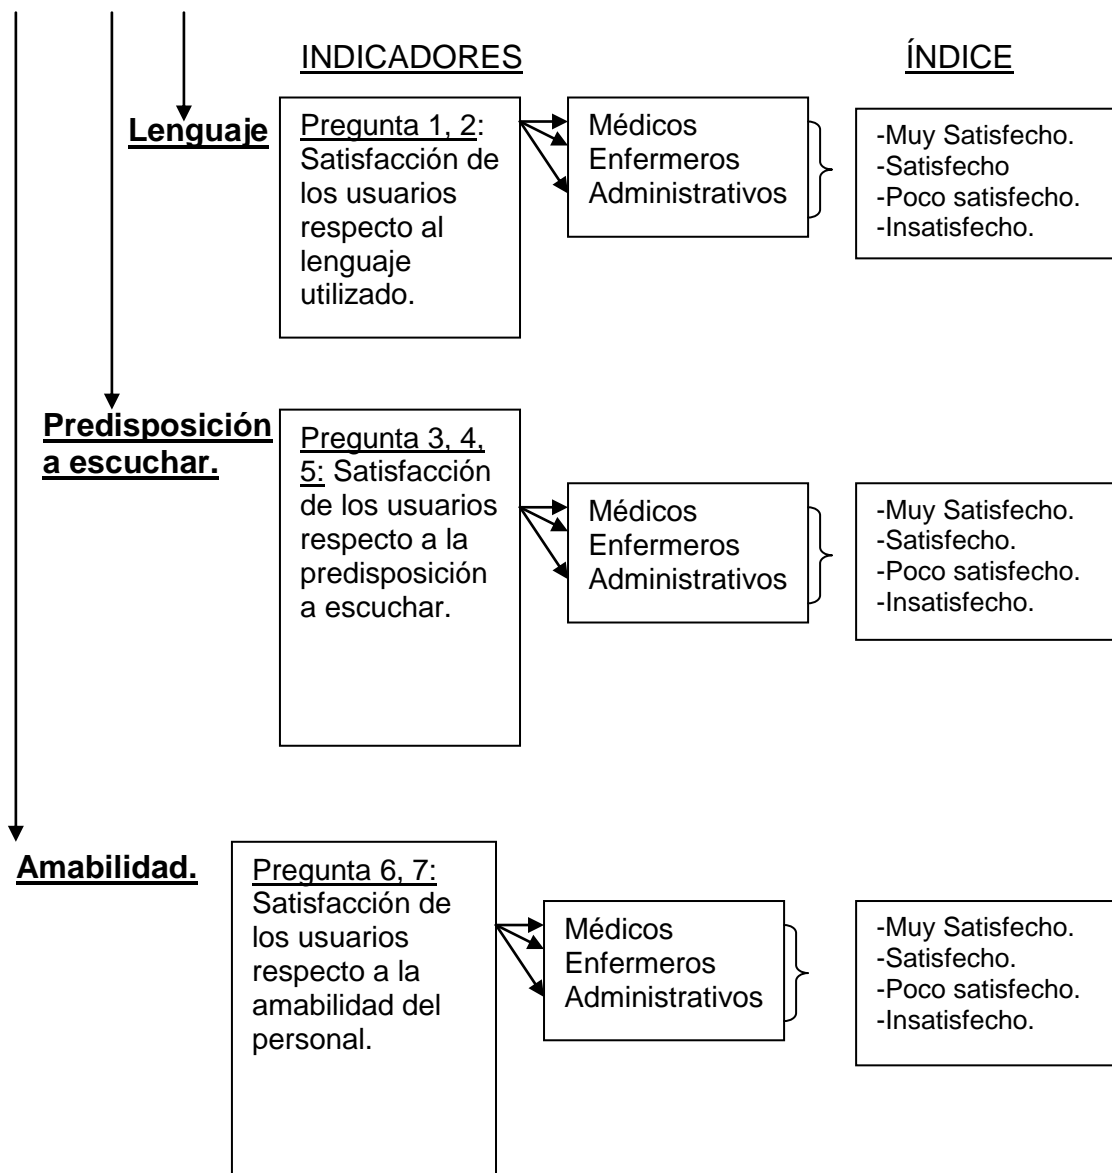 INDICADORES
ÍNDICE
Lenguaje
Pregunta 1, 2:
Satisfacción de
los usuarios
respecto al
lenguaje
utilizado.
Médicos
Enfermeros
Administrativos
-Muy Satisfecho.
-Satisfecho
-Poco satisfecho.
-Insatisfecho.
Predisposición
a escuchar.
Pregunta 3, 4,
5: Satisfacción
de los usuarios
respecto a la
predisposición
a escuchar.
Médicos
Enfermeros
Administrativos
-Muy Satisfecho.
-Satisfecho.
-Poco satisfecho.
-Insatisfecho.
Amabilidad.
Pregunta 6, 7:
Satisfacción de
los usuarios
respecto a la
amabilidad del
personal.
Médicos
Enfermeros
Administrativos
-Muy Satisfecho.
-Satisfecho.
-Poco satisfecho.
-Insatisfecho.